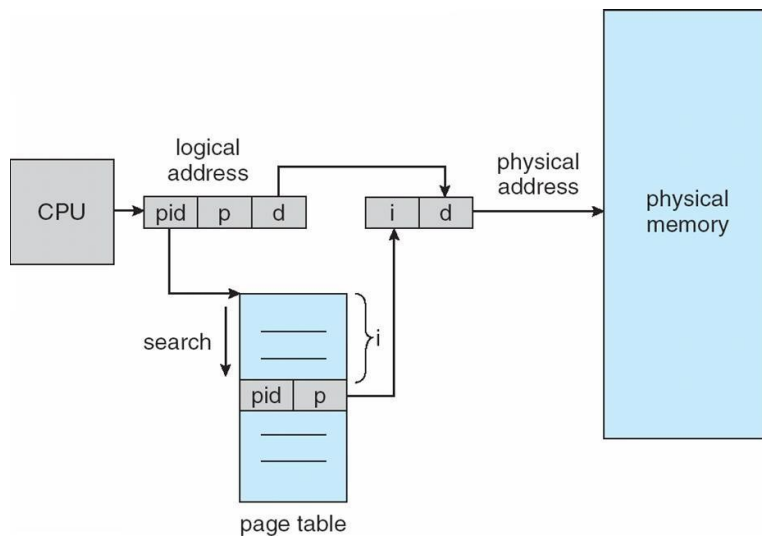 logical
address
physical
address
CPU
pid p d
i d
physical
memory
search
i
pid p
page table